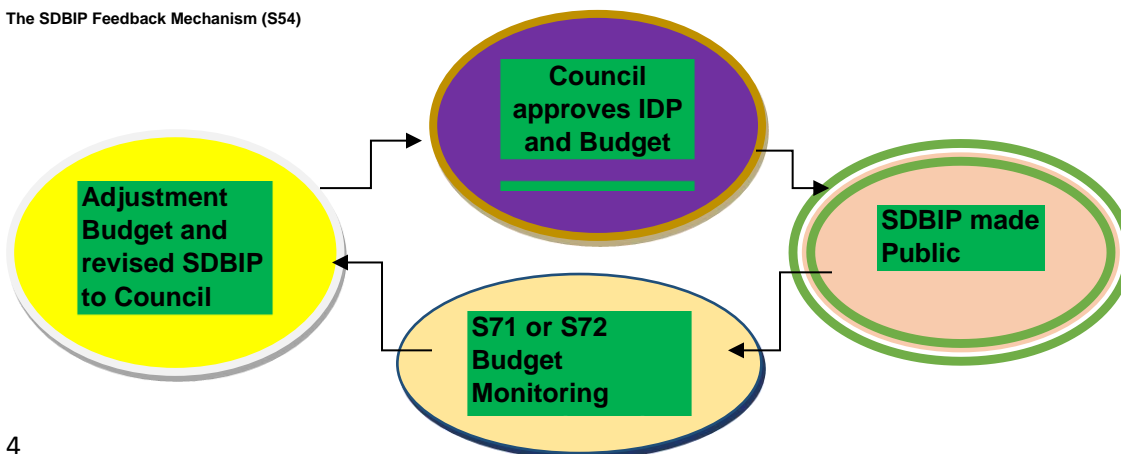 The SDBIP Feedback Mechanism (S54)
Council
approves IDP
and Budget
Adjustment
Budget and
revised SDBIP
to Council
SDBIP made
Public
S71 or S72
Budget
Monitoring
4